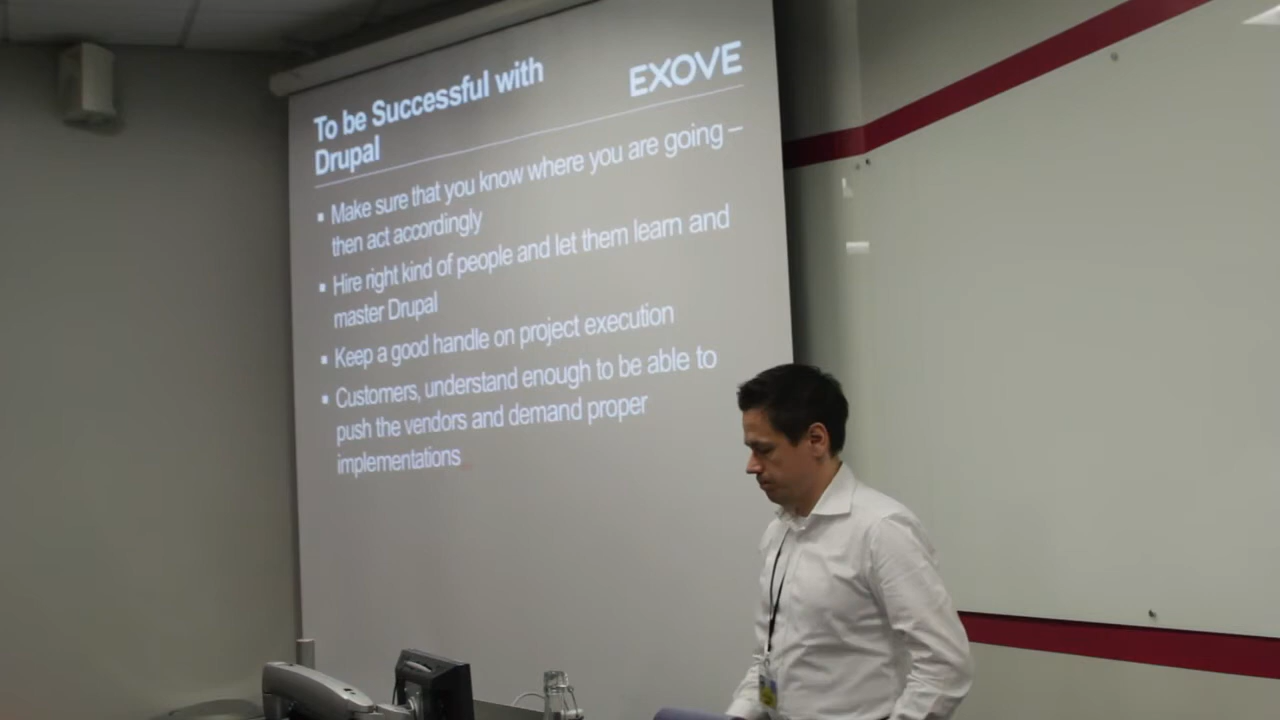 To be Successful with
Drupal
EXOVE
▪ Make sure that you know where you are going –
then act accordingly
▪ Hire right kind of people and let them learn and
master Drupal
▪ Keep a good handle on project execution
▪ Customers, understand enough to be able to
push the vendors and demand proper
implementations